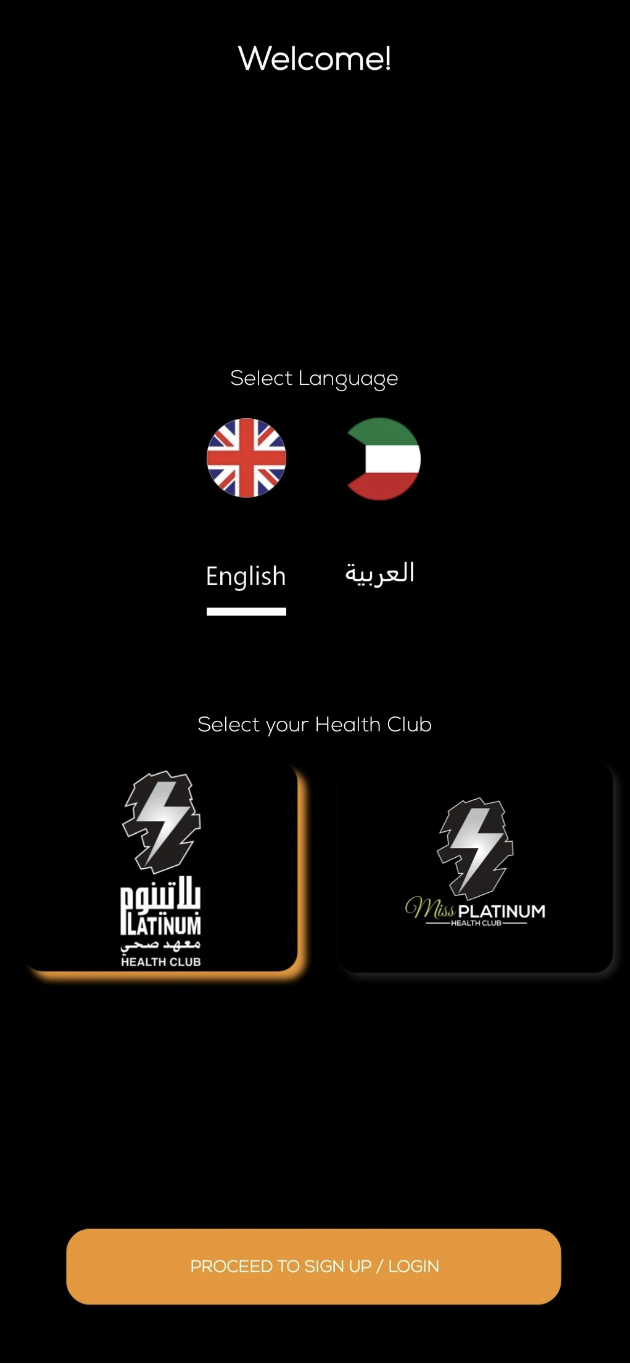 Welcome!
Select Language
English
العربية
Select your Health Club
بلاتينوم
PLATINUM
معهد صحي
HEALTH CLUB
Miss PLATINUM
HEALTH CLUB
PROCEED TO SIGN UP / LOGIN